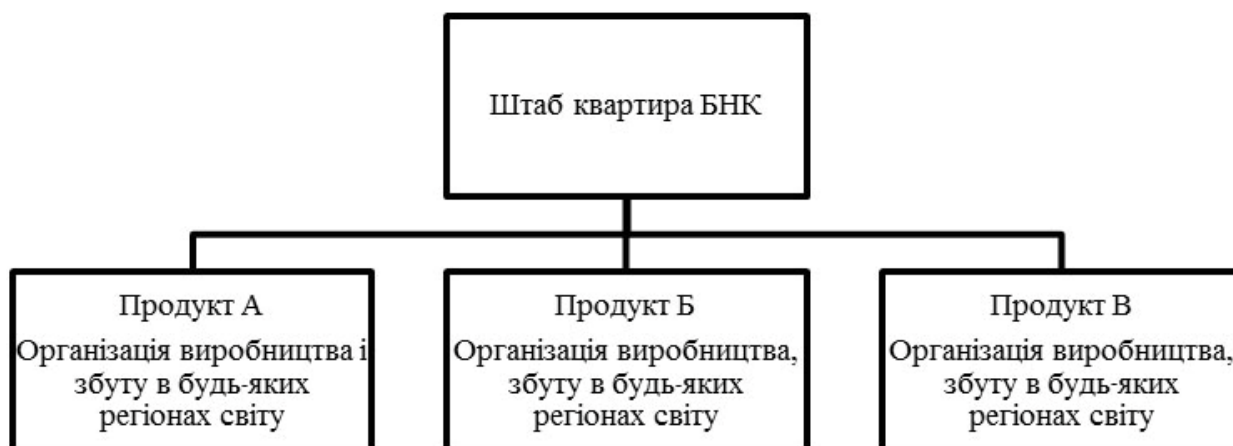 Штаб квартира БНК
Продукт А
Організація виробництва і
збуту в будь-яких
регіонах світу
Продукт Б
Організація виробництва,
збуту в будь-яких
регіонах світу
Продукт В
Організація виробництва,
збуту в будь-яких
регіонах світу